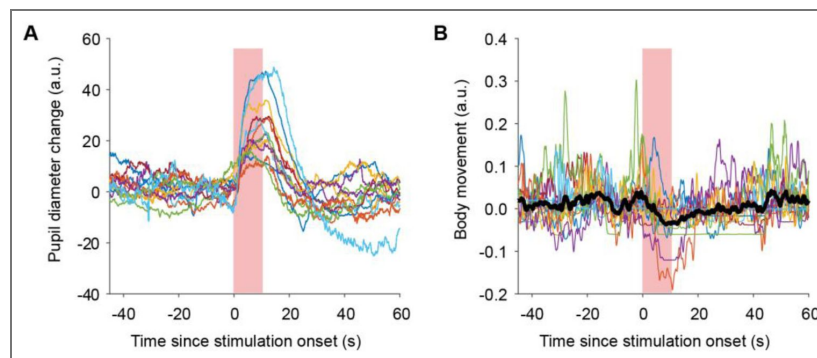 A
Pupil diameter change (a.u.)
60
40
20
0
-20
-40
-40 -20 0 20 40 60
Time since stimulation onset (s)
B
Body movement (a.u.)
0.4
0.3
0.2
0.1
0.0
-0.1
-0.2
-40 -20 0 20 40 60
Time since stimulation onset (s)